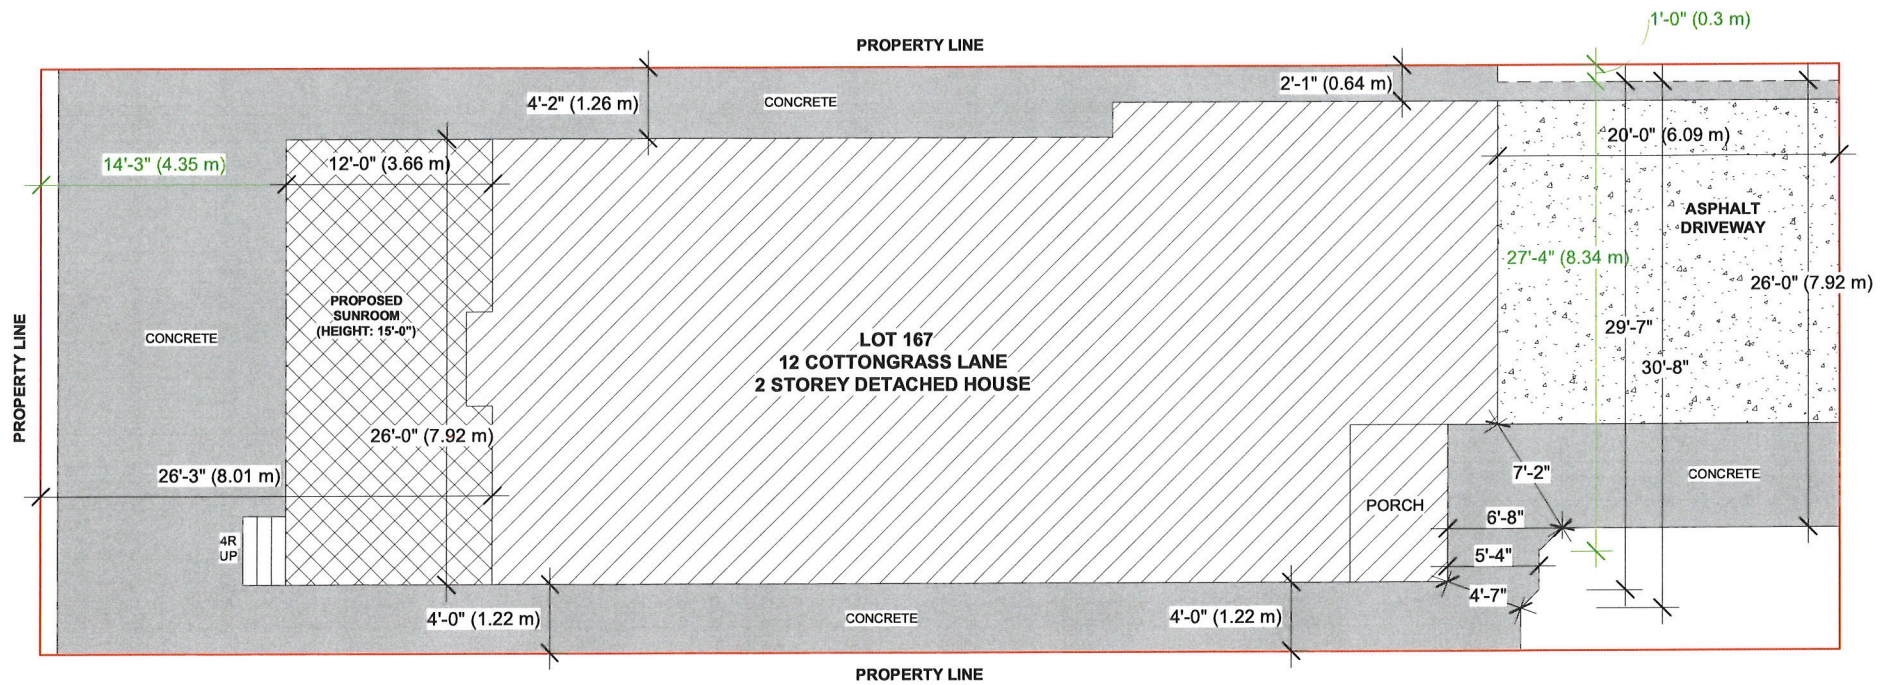 1'-0" (0.3 m)
PROPERTY LINE
4'-2" (1.26 m)
CONCRETE
2'-1" (0.64 m)
14'-3" (4.35 m)
12'-0" (3.66 m)
20'-0" (6.09 m)
ASPHALT
DRIVEWAY
27'-4" (8.34 m)
26'-0" (7.92 m)
PROPOSED
SUNROOM
(HEIGHT: 15'-0")
CONCRETE
PROPERTY LINE
LOT 167
12 COTTONGRASS LANE
2 STOREY DETACHED HOUSE
29'-7"
30'-8"
26'-0" (7.92 m)
26'-3" (8.01 m)
7'-2"
CONCRETE
PORCH
6'-8"
4R
UP
5'-4"
4'-7"
4'-0" (1.22 m)
CONCRETE
4'-0" (1.22 m)
PROPERTY LINE